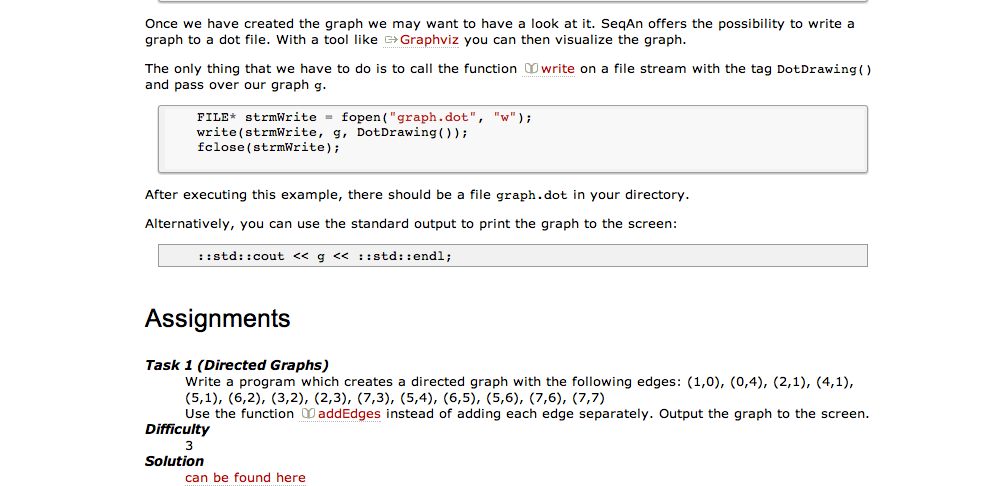 Once we have created the graph we may want to have a look at it. SeqAn offers the possibility to write a
graph to a dot file. With a tool like Graphviz you can then visualize the graph.
The only thing that we have to do is to call the function write on a file stream with the tag DotDrawing()
and pass over our graph g.
FILE* strmWrite = fopen("graph.dot", "w");
write(strmWrite, g, DotDrawing());
fclose(strmWrite);
After executing this example, there should be a file graph.dot in your directory.
Alternatively, you can use the standard output to print the graph to the screen:
::std::cout << g << ::std::endl;
Assignments
Task 1 (Directed Graphs)
Write a program which creates a directed graph with the following edges: (1,0), (0,4), (2,1), (4,1),
(5,1), (6,2), (3,2), (2,3), (7,3), (5,4), (6,5), (5,6), (7,6), (7,7)
Use the function addEdges instead of adding each edge separately. Output the graph to the screen.
Difficulty
3
Solution
can be found here